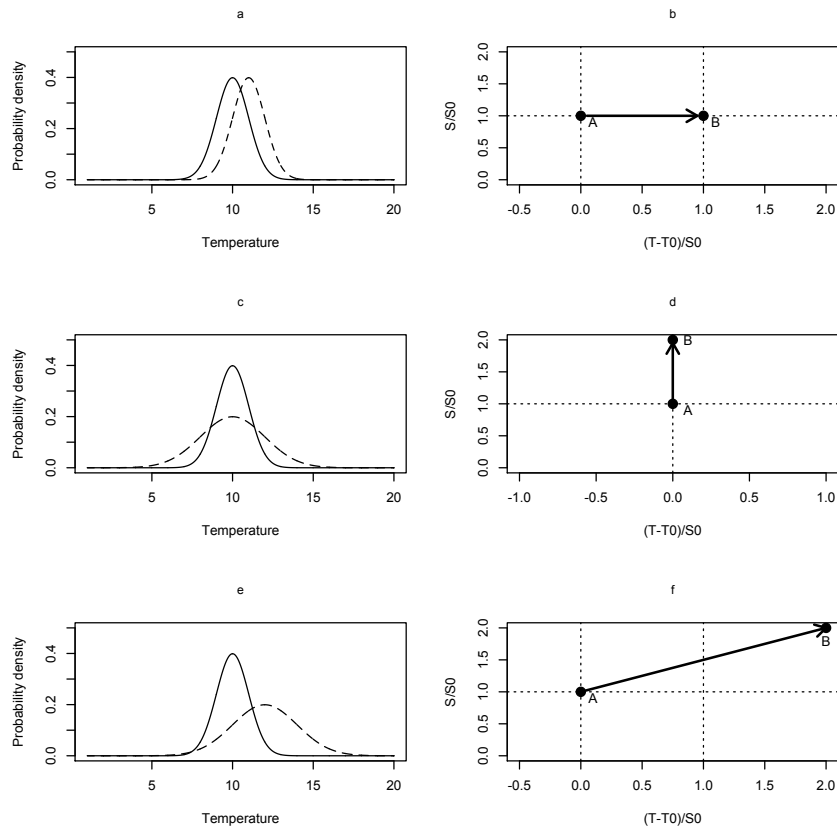 a
Probability density
0.0 0.2 0.4
5 10 15 20
Temperature
b
S/S0
0.0 0.5 1.0 1.5 2.0
A B
-0.5 0.0 0.5 1.0 1.5 2.0
(T-T0)/S0
c
Probability density
0.0 0.2 0.4
5 10 15 20
Temperature
d
S/S0
0.0 0.5 1.0 1.5 2.0
B
A
-1.0 -0.5 0.0 0.5 1.0
(T-T0)/S0
e
Probability density
0.0 0.2 0.4
5 10 15 20
Temperature
f
S/S0
0.0 0.5 1.0 1.5 2.0
B
A
-0.5 0.0 0.5 1.0 1.5 2.0
(T-T0)/S0